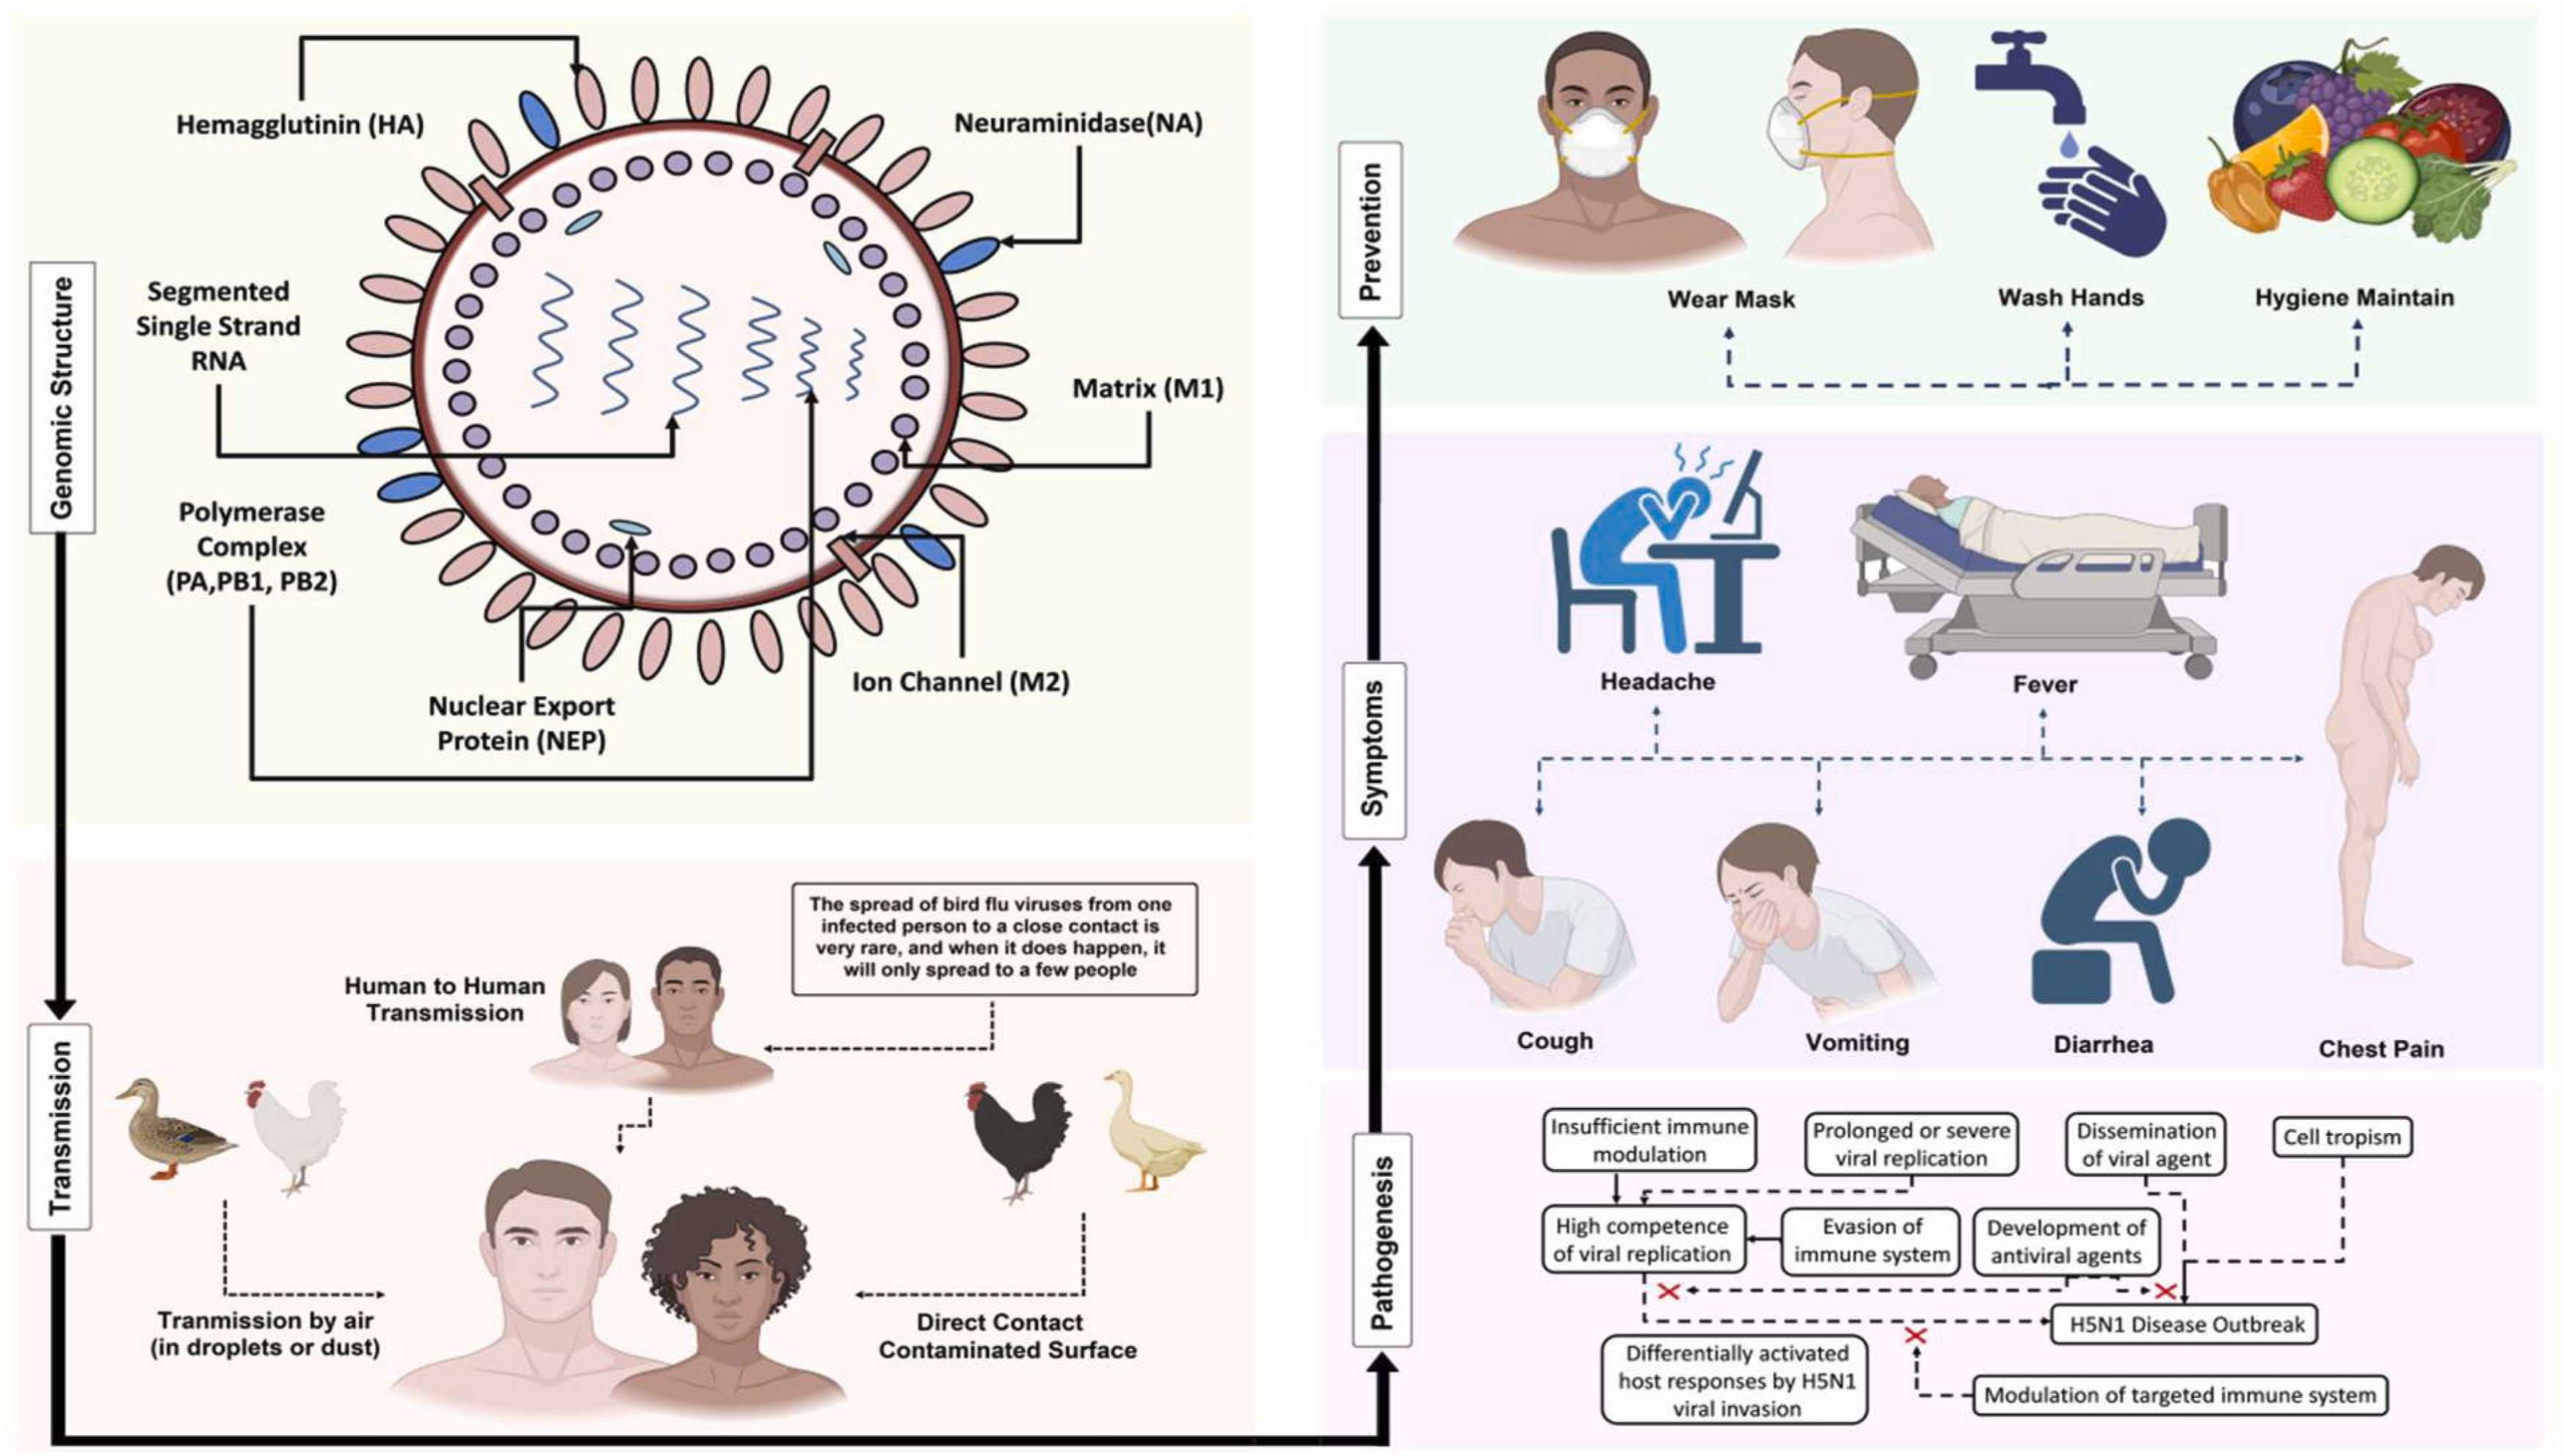 Genomic Structure
Hemagglutinin (HA)
Neuraminidase(NA)
Segmented
Single Strand
RNA
Matrix (M1)
Polymerase
Complex
(PA,PB1, PB2)
Nuclear Export
Protein (NEP)
Ion Channel (M2)
Transmission
The spread of bird flu viruses from one
infected person to a close contact is
very rare, and when it does happen, it
will only spread to a few people
Human to Human
Transmission
Tranmission by air
(in droplets or dust)
Direct Contact
Contaminated Surface
Pathogenesis
Insufficient immune
modulation
Prolonged or severe
viral replication
Dissemination
of viral agent
Cell tropism
High competence
of viral replication
Evasion of
immune system
Development of
antiviral agents
H5N1 Disease Outbreak
Differentially activated
host responses by H5N1
viral invasion
Modulation of targeted immune system
Symptoms
Headache
Fever
Cough
Vomiting
Diarrhea
Chest Pain
Prevention
Wear Mask
Wash Hands
Hygiene Maintain